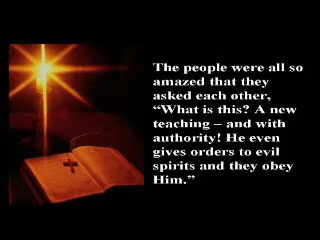 The people were all so
amazed that they
asked each other,
“What is this? A new
teaching – and with
authority! He even
gives orders to evil
spirits and they obey
Him.”